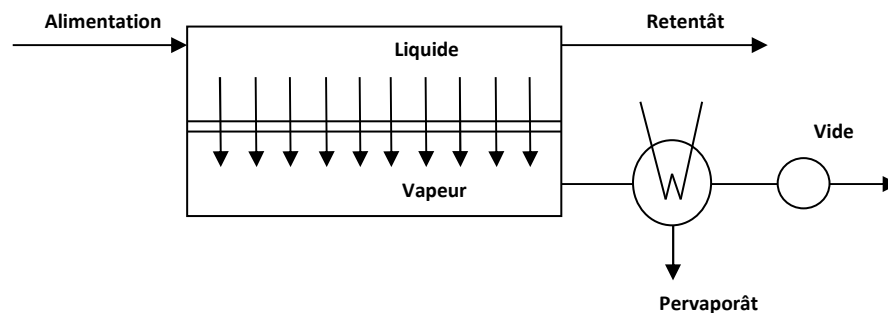 Alimentation
Retentât
Liquide
Vide
Vapeur
Pervaporât